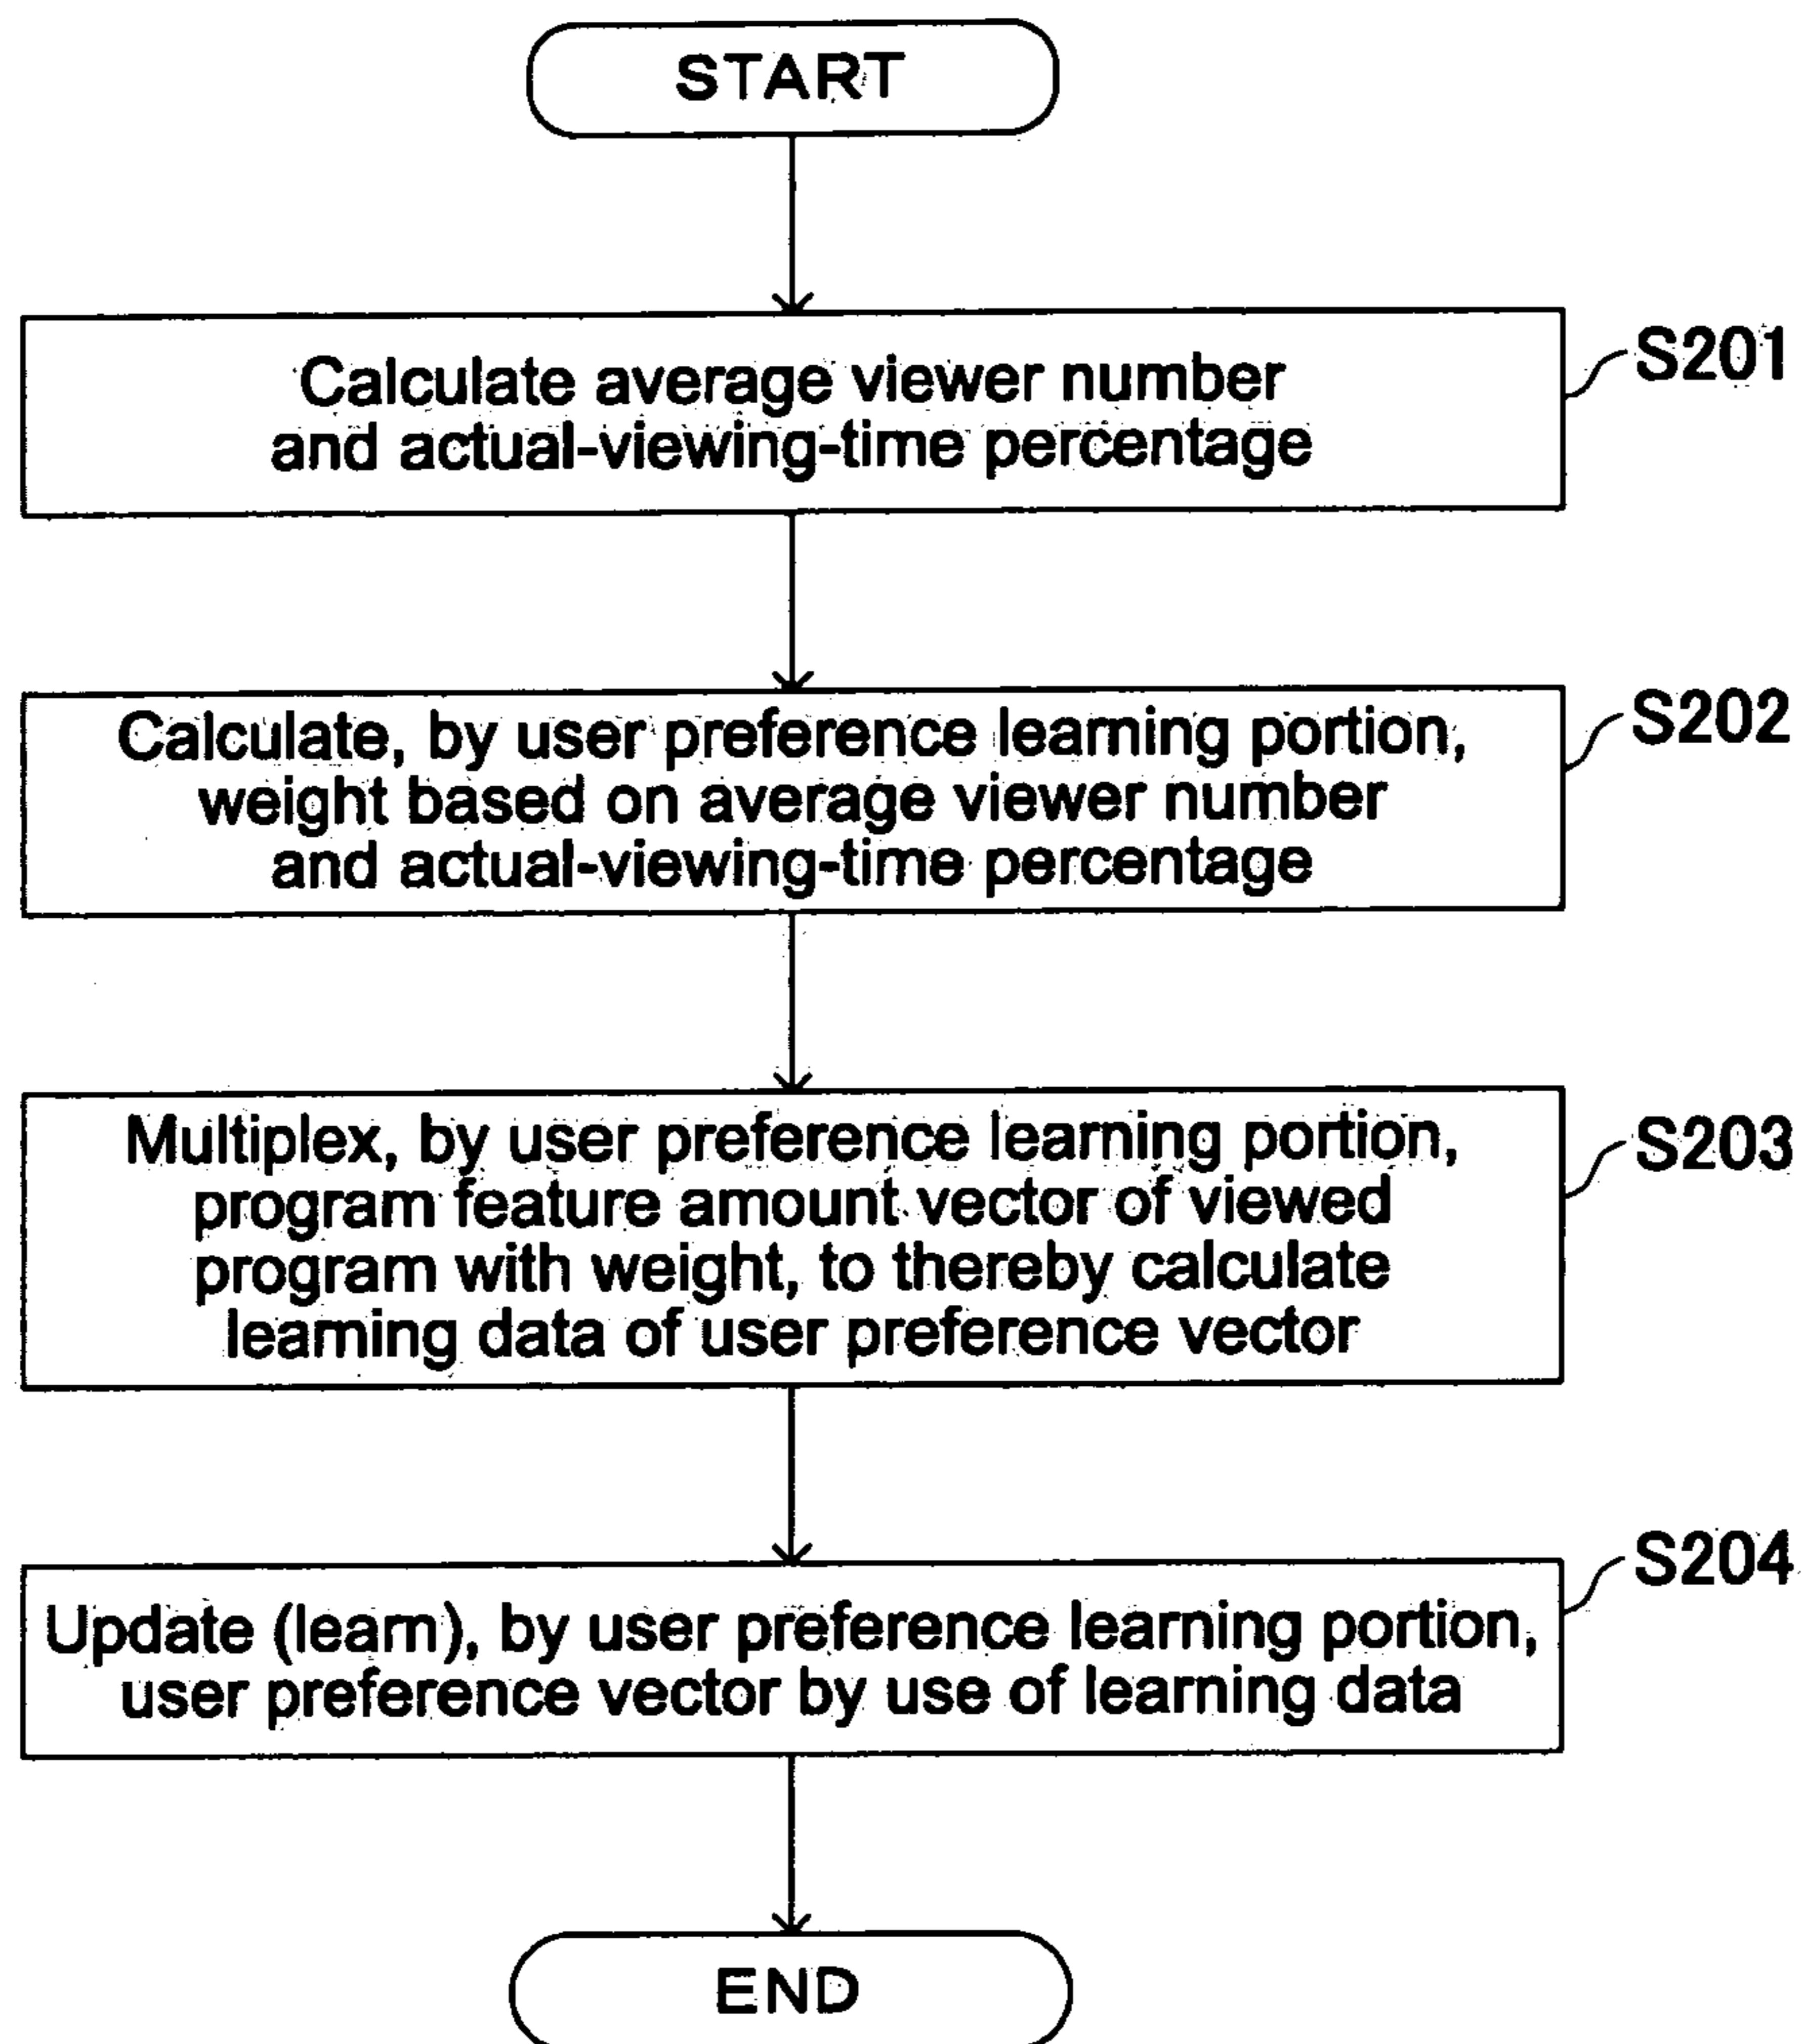 START
Calculate average viewer number
and actual-viewing-time percentage
S201
Calculate, by user preference learning portion,
weight based on average viewer number
and actual-viewing-time percentage
S202
Multiplex, by user preference learning portion,
program feature amount vector of viewed
program with weight, to thereby calculate
learning data of user preference vector
S203
Update (learn), by user preference learning portion,
user preference vector by use of learning data
S204
END